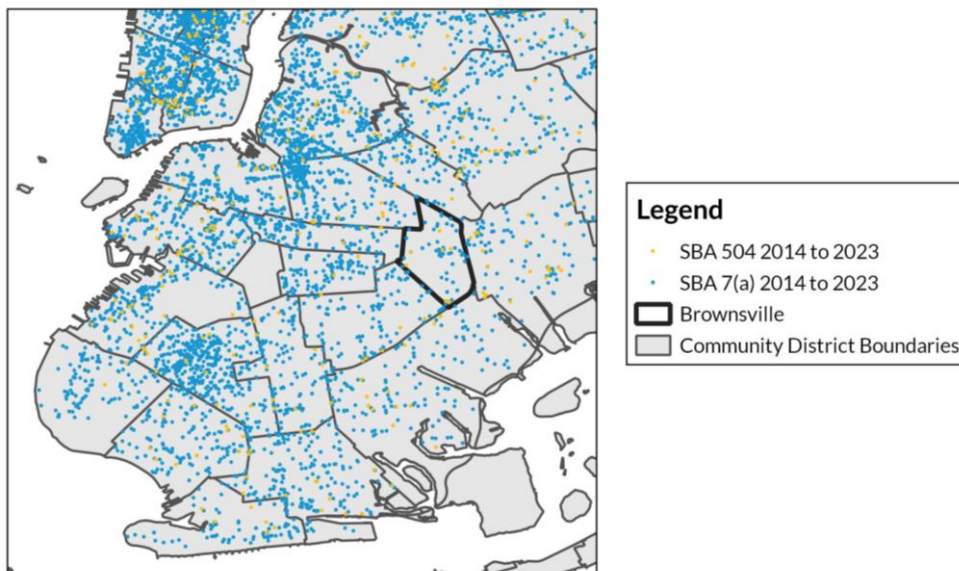 Legend
SBA 504 2014 to 2023
SBA 7(a) 2014 to 2023
Brownsville
Community District Boundaries